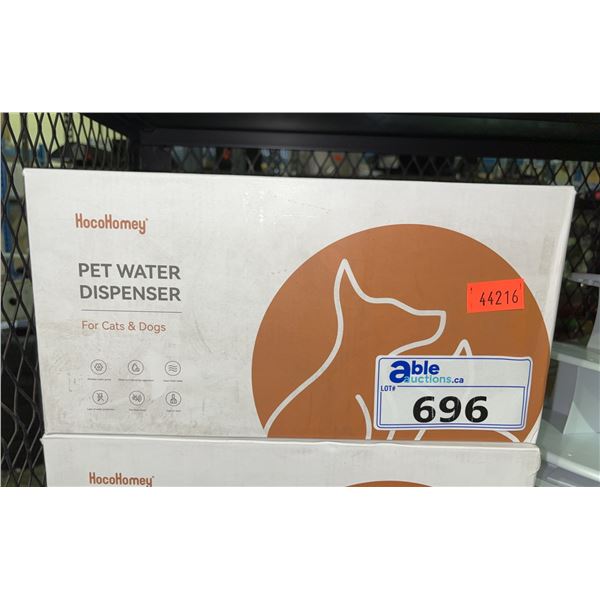 HocoHomey
PET WATER
DISPENSER
For Cats & Dogs
44216
able
auctions.ca
LOT#
696
HocoHomey